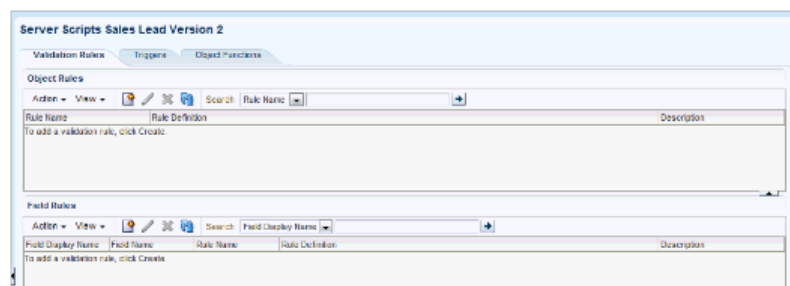 Server Scripts Sales Lead Version 2
Validation Rules Triggers Object Functions
Object Rules
Action View Search Rule Name
Rule Name Rule Definition Description
To add a validation rule, click Create.
Field Rules
Action View Search Field Display Name
Field Display Name Field Name Rule Name Rule Definition Description
To add a validation rule, click Create.